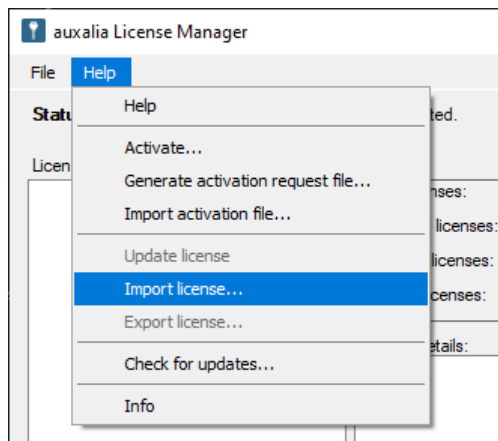 auxalia License Manager
File Help
Help
Activate...
Generate activation request file...
Import activation file...
Update license
Import license...
Export license...
Check for updates...
Info
Statu
ted.
Licen
nses:
licenses:
licenses:
censes:
etails: